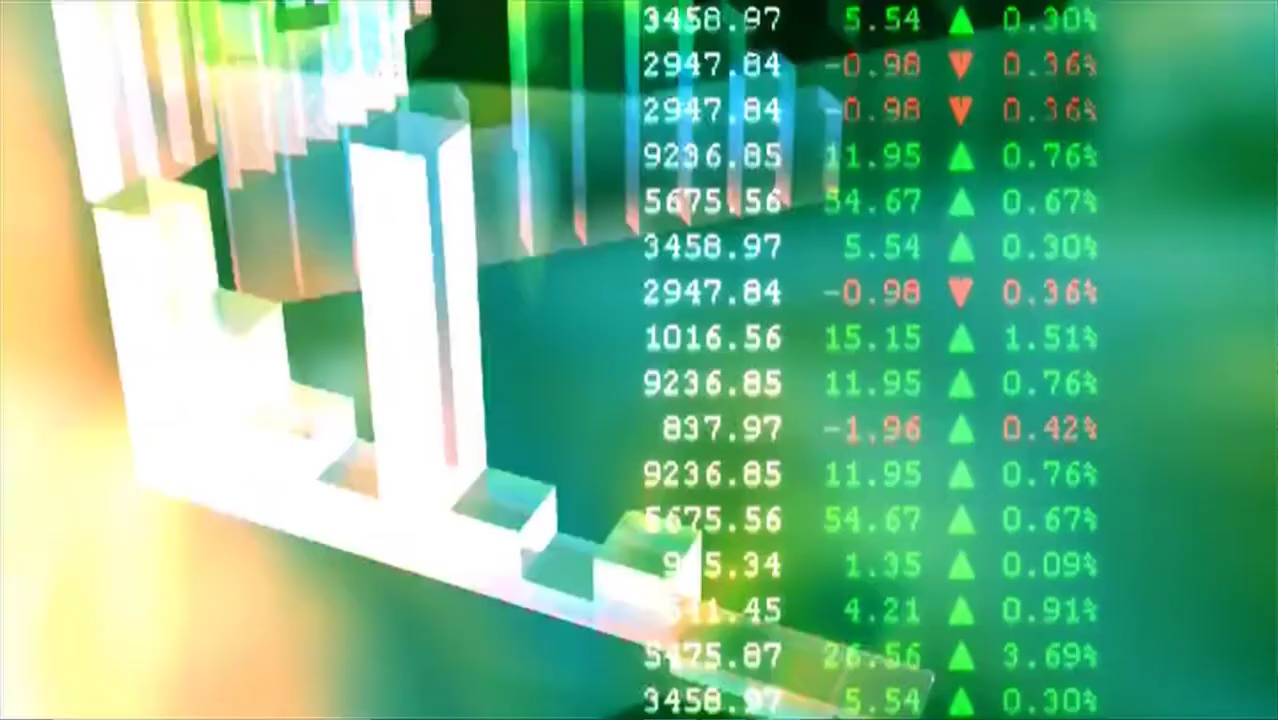 3458.97 5.54 ▲ 0.30%
2947.84 -0.98 ▼ 0.36%
2947.84 -0.98 ▼ 0.36%
9236.85 11.95 ▲ 0.76%
5675.56 54.67 ▲ 0.67%
3458.97 5.54 ▲ 0.30%
2947.84 -0.98 ▼ 0.36%
1016.56 15.15 ▲ 1.51%
9236.85 11.95 ▲ 0.76%
837.97 -1.96 ▲ 0.42%
9236.85 11.95 ▲ 0.76%
5675.56 54.67 ▲ 0.67%
1.35 ▲ 0.09%
4.21 ▲ 0.91%
5475.87 26.56 ▲ 3.69%
3458.97 5.54 ▲ 0.30%